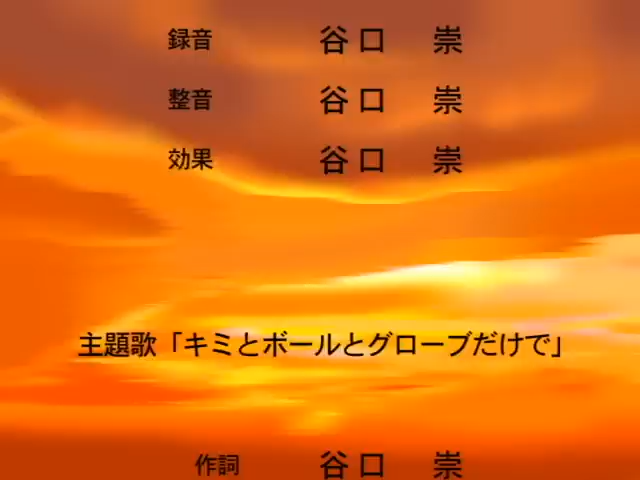 録音 谷口 崇
整音 谷口 崇
効果 谷口 崇
主題歌「キミとボールとグローブだけで」
作詞 谷口 崇